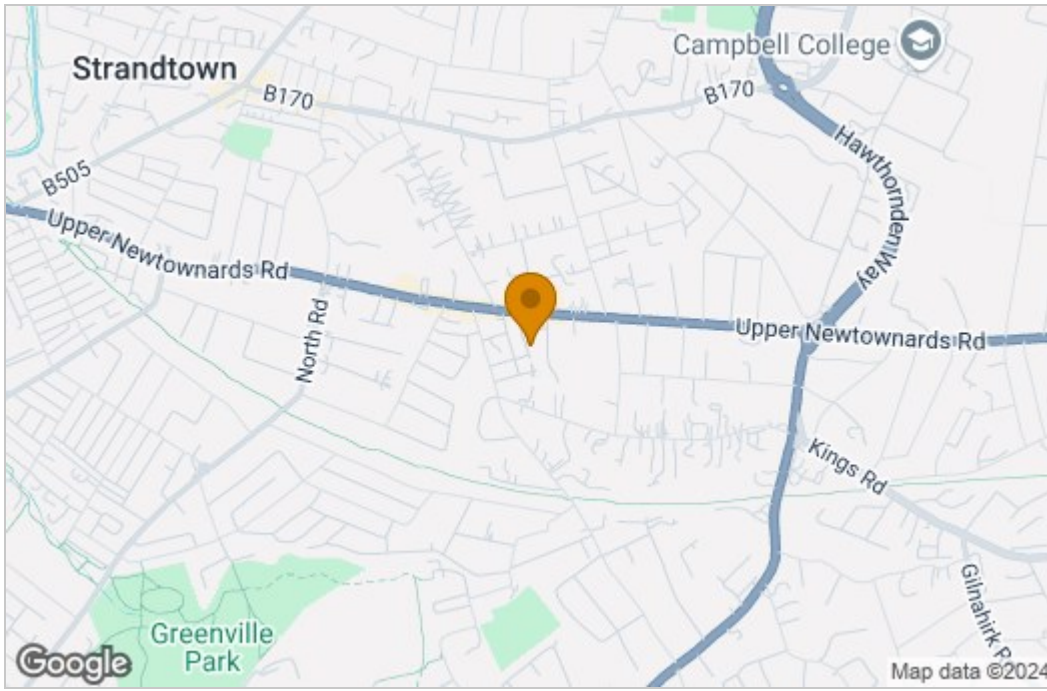 Campbell College
Strandtown
B170
B170
Hawthornden Way
B505
Upper Newtownards Rd
North Rd
Upper Newtownards Rd
Kings Rd
Gilnahirk R
Greenville
Park
Google
Map data ©2024